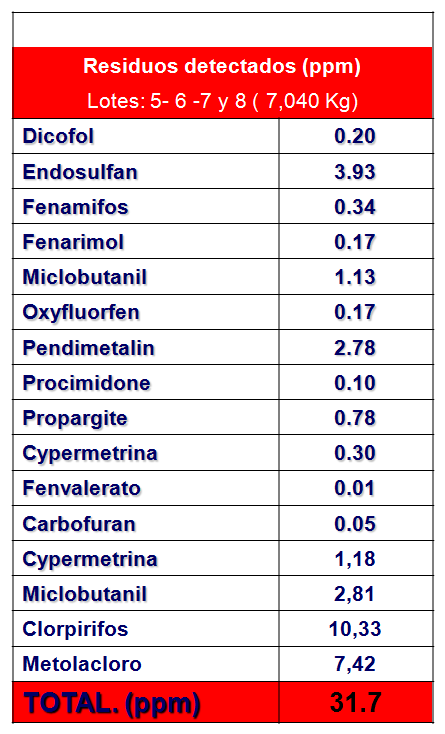 Residuos detectados (ppm)
Lotes: 5- 6 -7 y 8 ( 7,040 Kg)
Dicofol 0.20
Endosulfan 3.93
Fenamifos 0.34
Fenarimol 0.17
Miclobutanil 1.13
Oxyfluorfen 0.17
Pendimetalin 2.78
Procimidone 0.10
Propargite 0.78
Cypermetrina 0.30
Fenvalerato 0.01
Carbofuran 0.05
Cypermetrina 1,18
Miclobutanil 2,81
Clorpirifos 10,33
Metolacloro 7,42
TOTAL. (ppm) 31.7